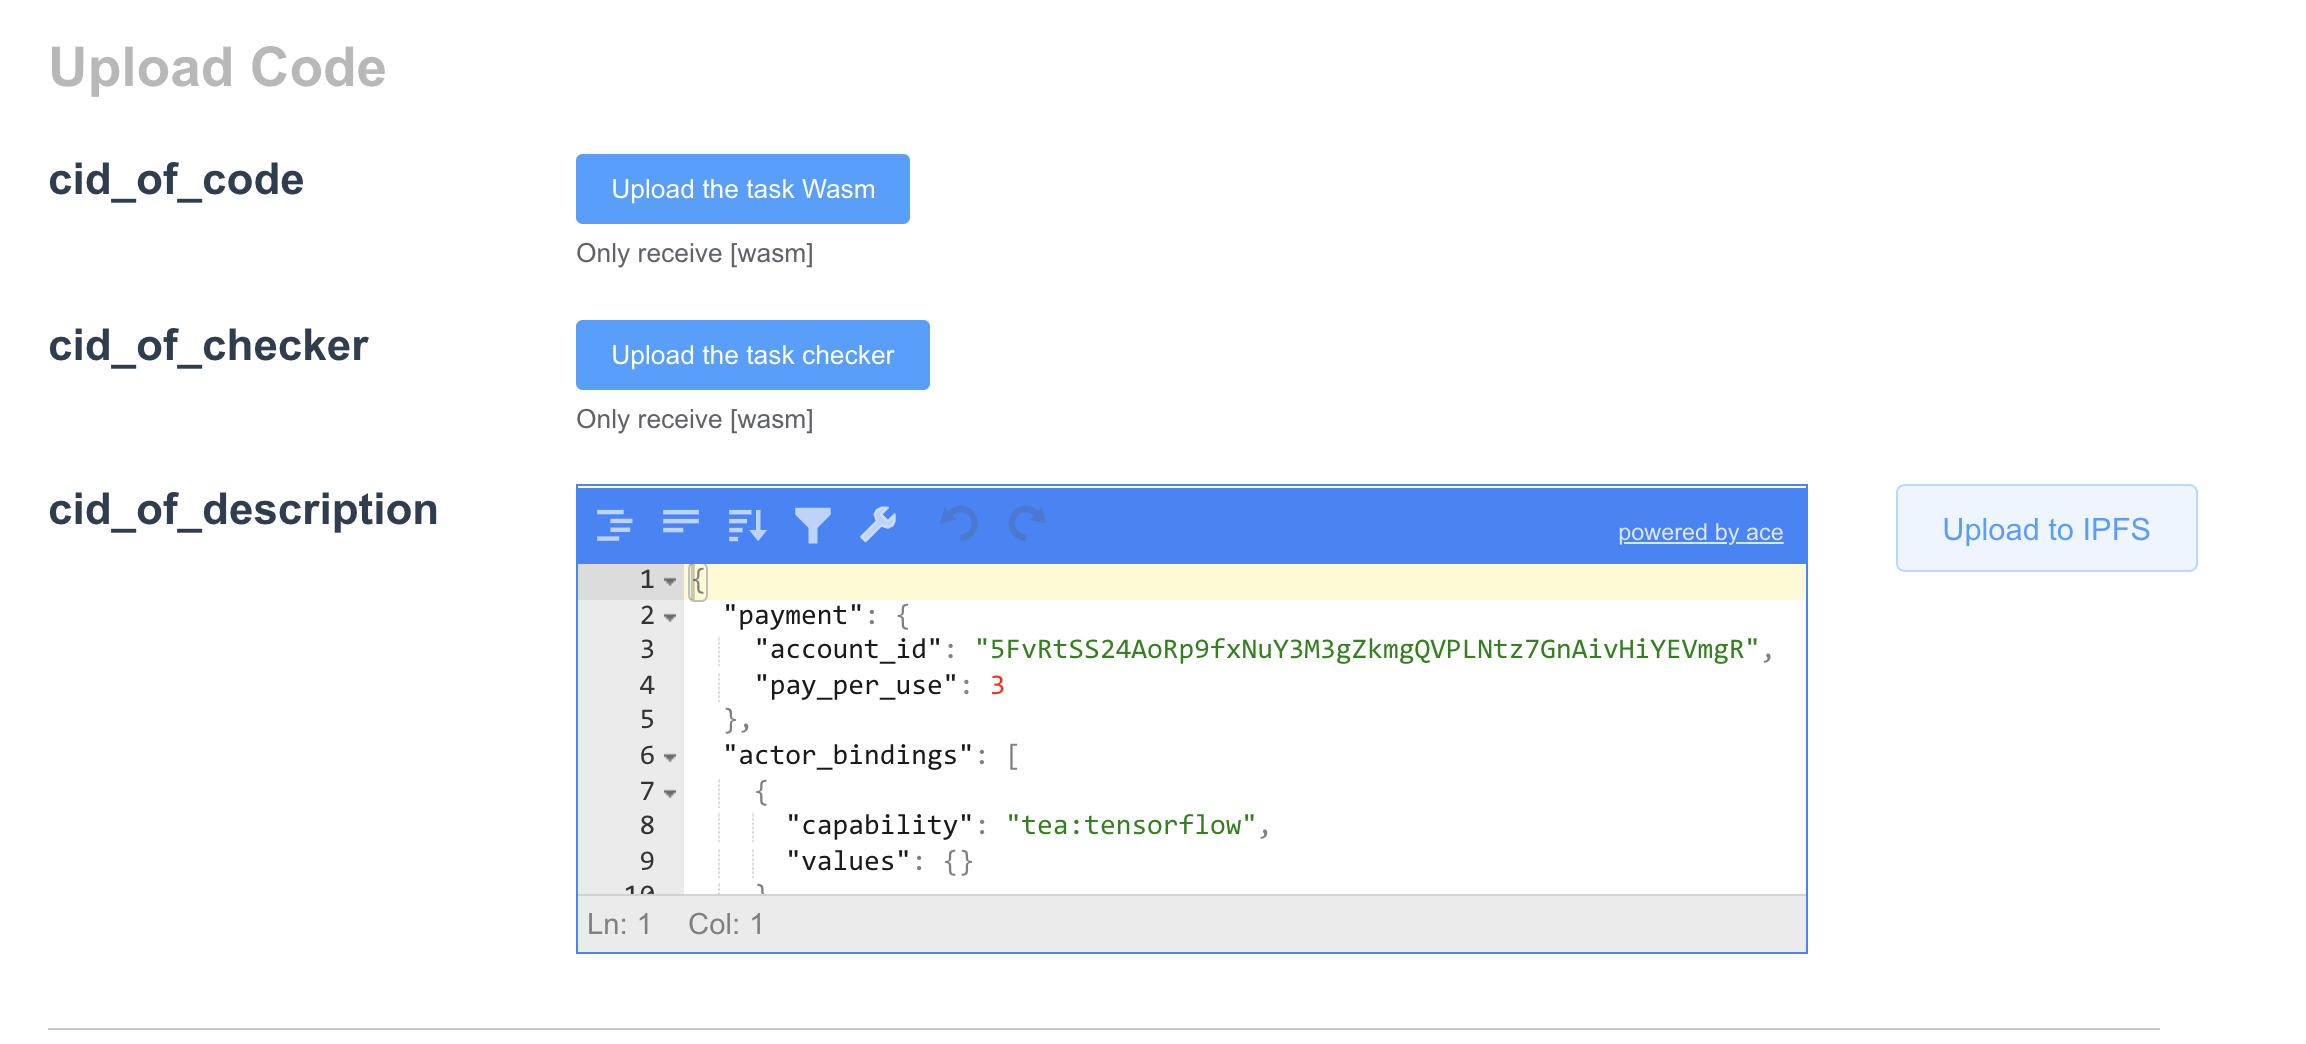 Upload Code
cid_of_code
Upload the task Wasm
Only receive [wasm]
cid_of_checker
Upload the task checker
Only receive [wasm]
cid_of_description
powered by ace
Upload to IPFS
1 {
2 "payment": {
3 "account_id": "5FvRtSS24AoRp9fxNuY3M3gZkmgQVPLNtz7GnAivHiYEVmgR",
4 "pay_per_use": 3
5 },
6 "actor_bindings": [
7 {
8 "capability": "tea:tensorflow",
9 "values": {}
10 }
Ln: 1 Col: 1